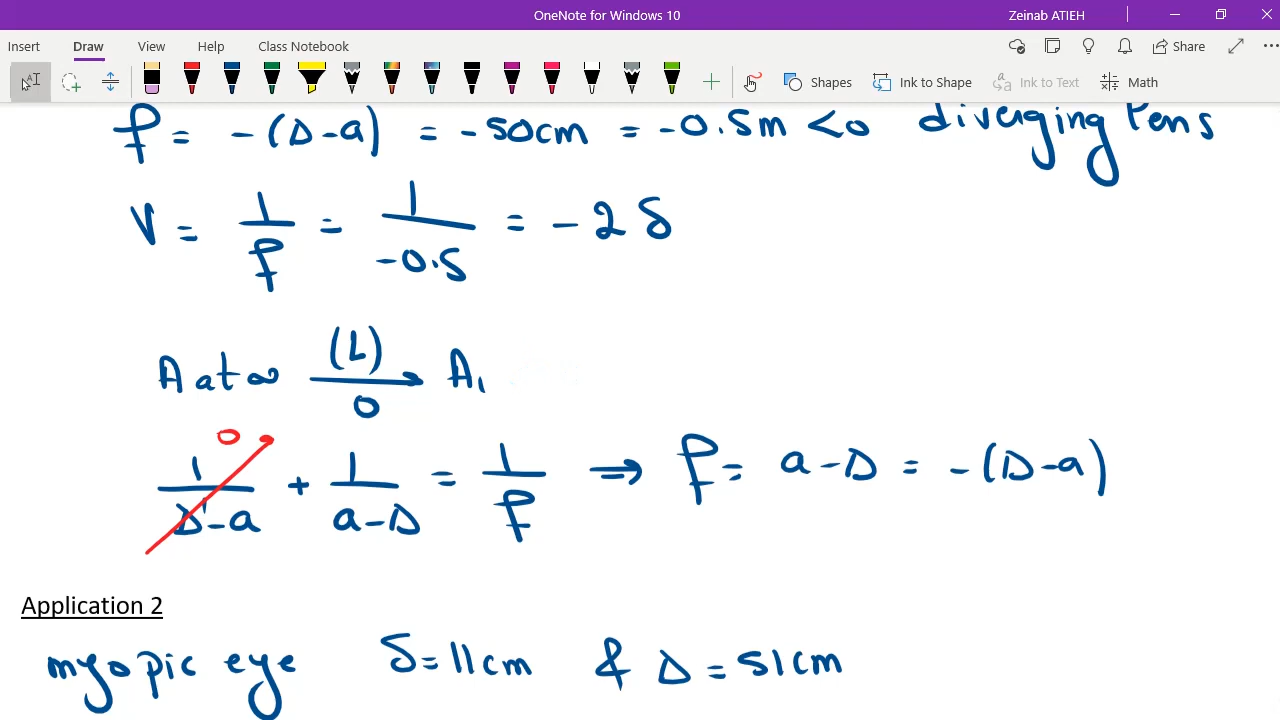 OneNote for Windows 10 Zeinab ATIEH
Insert Draw View Help Class Notebook Share
Shapes Ink to Shape Ink to Text Math
f = -(D-a) = -50cm = -0.5m <0 diverging lens
V = 1/f = 1/-0.5 = -2 δ
A at ∞ (L)/O → A₁
1/D'-a 0 + 1/a-D = 1/f → f = a-D = -(D-a)
Application 2
myopic eye δ=11cm & D=51cm